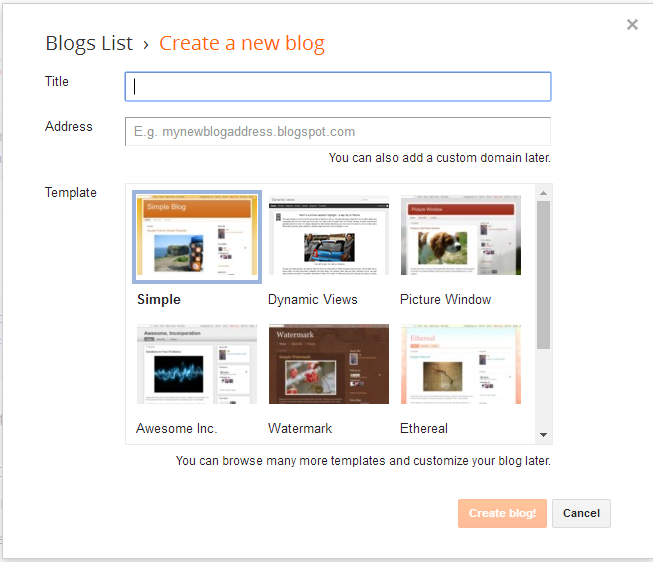 Blogs List › Create a new blog
Title
Address
E.g. mynewblogaddress.blogspot.com
You can also add a custom domain later.
Template
Simple Blog
Dynamic Views
Picture Window
Simple
Dynamic Views
Picture Window
Awesome, Incorporation
Watermark
Ethereal
Awesome Inc.
Watermark
Ethereal
You can browse many more templates and customize your blog later.
Create blog!
Cancel